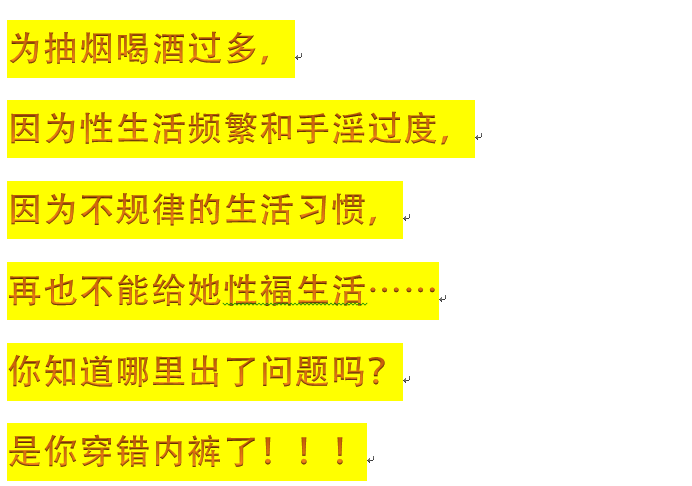 为抽烟喝酒过多，
因为性生活频繁和手淫过度，
因为不规律的生活习惯，
再也不能给她性福生活……
你知道哪里出了问题吗？
是你穿错内裤了！！！